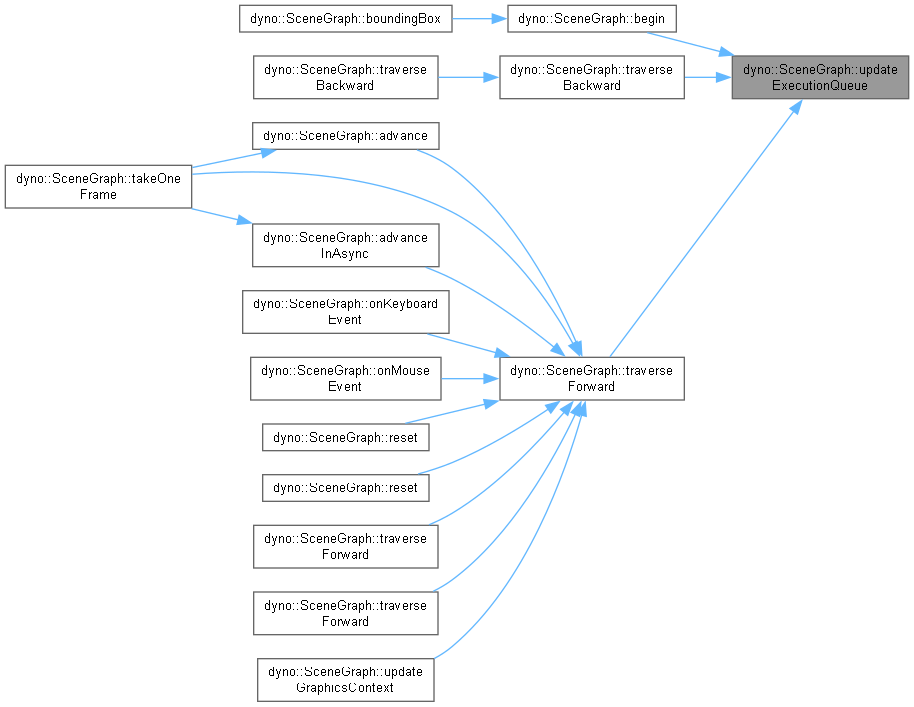 dyno::SceneGraph::boundingBox
dyno::SceneGraph::begin
dyno::SceneGraph::update
ExecutionQueue
dyno::SceneGraph::traverse
Backward
dyno::SceneGraph::traverse
Backward
dyno::SceneGraph::advance
dyno::SceneGraph::takeOne
Frame
dyno::SceneGraph::advance
InAsync
dyno::SceneGraph::onKeyboard
Event
dyno::SceneGraph::onMouse
Event
dyno::SceneGraph::traverse
Forward
dyno::SceneGraph::reset
dyno::SceneGraph::reset
dyno::SceneGraph::traverse
Forward
dyno::SceneGraph::traverse
Forward
dyno::SceneGraph::update
GraphicsContext